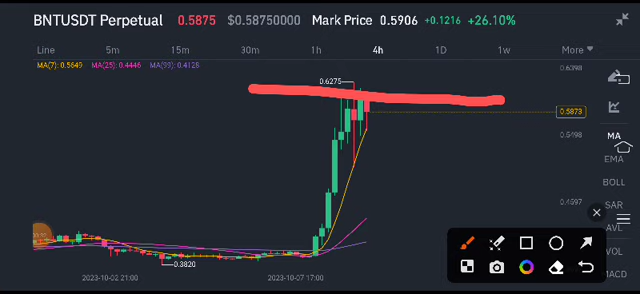 BNTUSDT Perpetual 0.5875 $0.58750000 Mark Price 0.5906 +0.1216 +26.10%
Line 5m 15m 30m 1h 4h 1D 1w More
MA(7): 0.5649 MA(25): 0.4446 MA(99): 0.4128
0.6398
0.6275
0.5873
0.5498
MA
EMA
BOLL
0.4597
SAR
AVL
VOL
MACD
0.3820
2023-10-02 21:00 2023-10-07 17:00